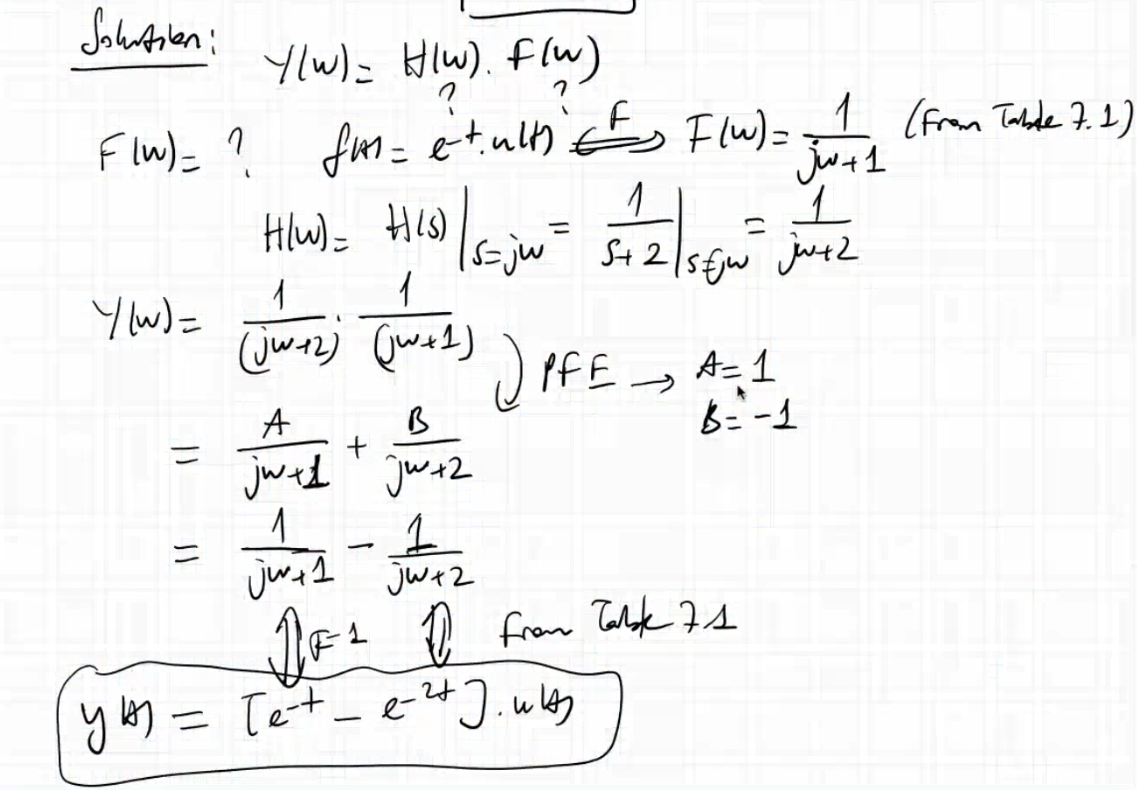 Solution:
Y(w) = H(w). F(w)
? ?
F(w) = ? f(t) = e^-t. u(t) ⟺ F F(w) = 1/(jw+1) (from Table 7.1)
H(w) = H(s)|s=jw = 1/(s+2)|s=jw = 1/(jw+2)
Y(w) = 1/(jw+2) . 1/(jw+1)
PFE → A = 1
B = -1
= A/(jw+1) + B/(jw+2)
= 1/(jw+1) - 1/(jw+2)
⇕ F-1 ⇕ from Table 7.1
y(t) = [e^-t - e^-2t]. u(t)